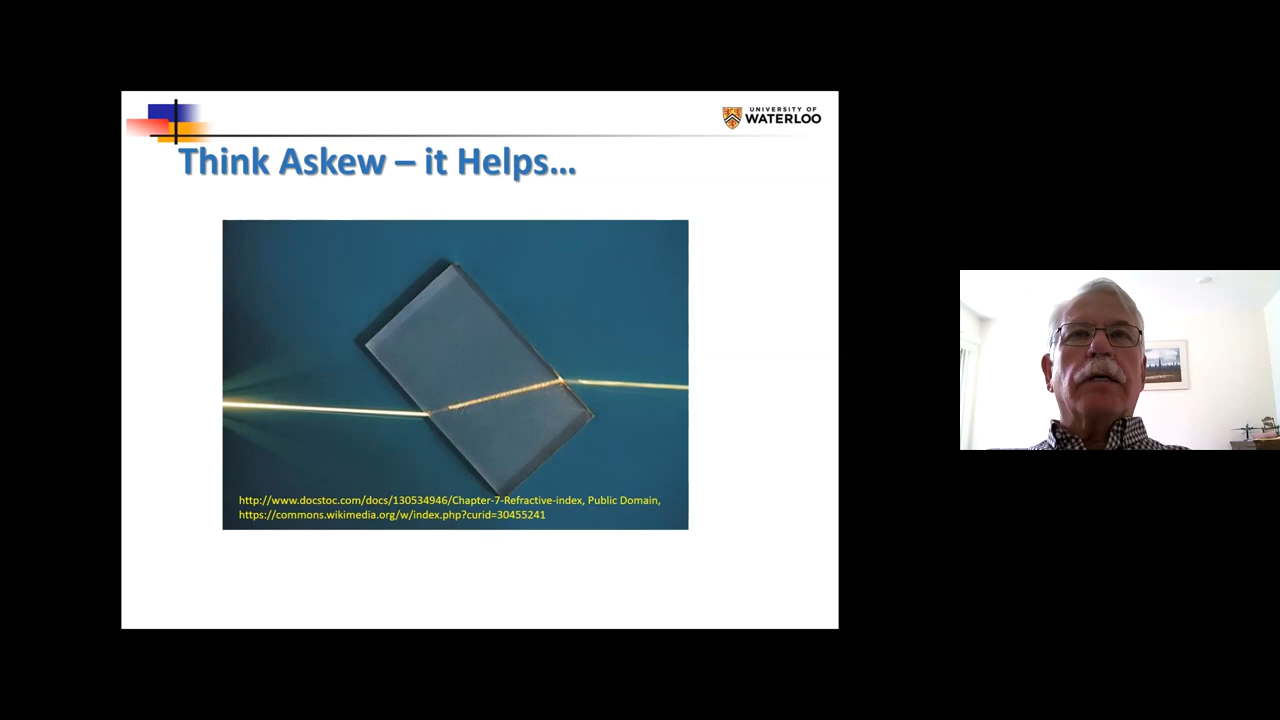 UNIVERSITY OF
WATERLOO
Think Askew – it Helps...
http://www.docstoc.com/docs/130534946/Chapter-7-Refractive-index, Public Domain,
https://commons.wikimedia.org/w/index.php?curid=30455241